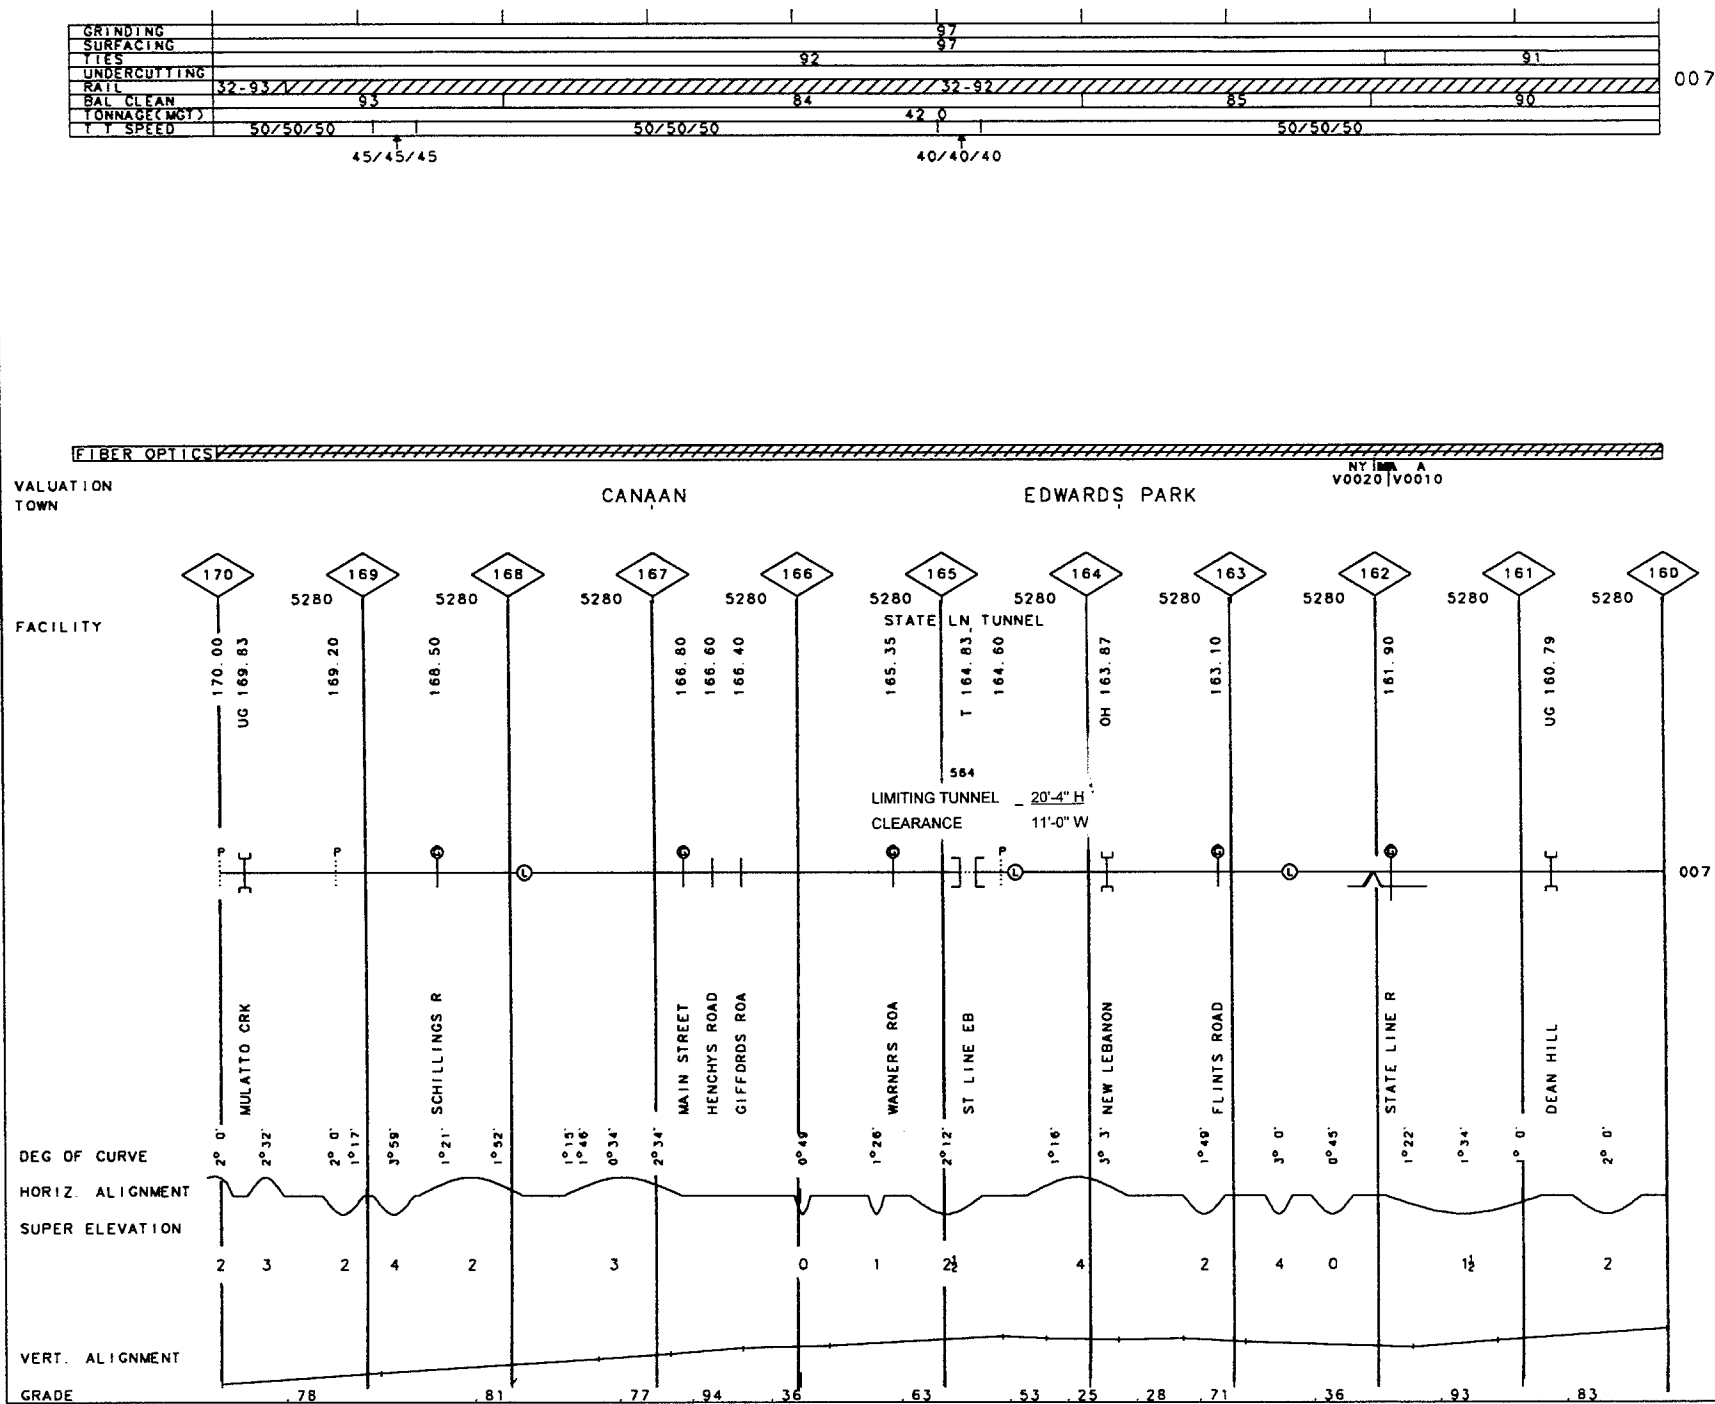 GRINDING 97
SURFACING 97
TIES 92 91
UNDERCUTTING
RAIL 32-93 32-92
007
BAL CLEAN 93 84 85 90
TONNAGE(MGT) 42 0
T T SPEED 50/50/50 50/50/50 50/50/50
45/45/45 40/40/40
FIBER OPTICS
NY MA A
V0020 V0010
VALUATION
TOWN
CANAAN EDWARDS PARK
170 169 168 167 166 165 164 163 162 161 160
5280 5280 5280 5280 5280 5280 5280 5280 5280 5280
FACILITY
STATE LN TUNNEL
170.00 UG 169.83 169.20 168.50 166.80 166.60 166.40 165.35 T 164.83 164.60 OH 163.87 163.10 161.90 UG 160.79
564
LIMITING TUNNEL 20'-4" H
CLEARANCE 11'-0" W
P P G G G P G G
L L L 007
MULATTO CRK
SCHILLINGS R
MAIN STREET
HENCHYS ROAD
GIFFORDS ROA
WARNERS ROA
ST LINE EB
NEW LEBANON
FLINTS ROAD
STATE LINE R
DEAN HILL
DEG OF CURVE 2° 0' 2°32' 2° 0' 1°17' 3°59' 1°21' 1°52' 1°15' 1°46' 0°34' 2°34' 0°49' 1°26' 2°12' 1°16' 3° 3' 1°49' 3° 0' 0°45' 1°22' 1°34' 1° 0' 2° 0'
HORIZ. ALIGNMENT
SUPER ELEVATION
2 3 2 4 2 3 0 1 2½ 4 2 4 0 1½ 2
VERT. ALIGNMENT
GRADE .78 .81 .77 .94 .36 .63 .53 .25 .28 .71 .36 .93 .83